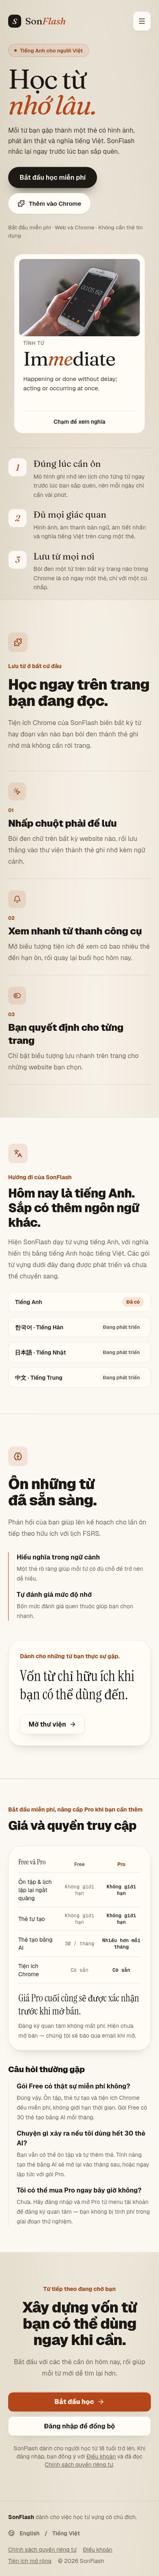 S SonFlash
Tiếng Anh cho người Việt
Học từ
nhớ lâu.
Mỗi từ bạn gặp thành một thẻ có hình ảnh,
phát âm thật và nghĩa tiếng Việt. SonFlash
nhắc lại ngay trước lúc bạn sắp quên.
Bắt đầu học miễn phí
Thêm vào Chrome
Bắt đầu miễn phí · Web và Chrome · Không cần thẻ tín
dụng
TÍNH TỪ
Immediate
Happening or done without delay;
acting or occurring at once.
Chạm để xem nghĩa
1
Đúng lúc cần ôn
Mô hình ghi nhớ lên lịch cho từng từ ngay
trước lúc bạn sắp quên, nên mỗi ngày chỉ
cần vài phút.
2
Đủ mọi giác quan
Hình ảnh, âm thanh bản ngữ, âm tiết nhấn
và nghĩa tiếng Việt trên cùng một thẻ.
3
Lưu từ mọi nơi
Bôi đen một từ trên bất kỳ trang nào trong
Chrome là có ngay một thẻ, chỉ với một cú
nhấp.
Lưu từ ở bất cứ đâu
Học ngay trên trang
bạn đang đọc.
Tiện ích Chrome của SonFlash biến bất kỳ từ
hay đoạn văn nào bạn bôi đen thành thẻ ghi
nhớ mà không cần rời trang.
01
Nhấp chuột phải để lưu
Bôi đen chữ trên bất kỳ website nào, rồi lưu
thẳng vào thư viện thành thẻ ghi nhớ kèm ngữ
cảnh.
02
Xem nhanh từ thanh công cụ
Mở biểu tượng tiện ích để xem có bao nhiêu thẻ
đến hạn ôn, rồi quay lại buổi học hôm nay.
03
Bạn quyết định cho từng
trang
Chỉ bật biểu tượng lưu nhanh trên trang cho
những website bạn chọn.
Hướng đi của SonFlash
Hôm nay là tiếng Anh.
Sắp có thêm ngôn ngữ
khác.
Hiện SonFlash dạy từ vựng tiếng Anh, với nghĩa
hiển thị bằng tiếng Anh hoặc tiếng Việt. Các gói
từ vựng dưới đây đang được phát triển và chưa
thể chuyển sang.
Tiếng Anh
Đã có
한국어 · Tiếng Hàn
Đang phát triển
日本語 · Tiếng Nhật
Đang phát triển
中文 · Tiếng Trung
Đang phát triển
Ôn những từ
đã sẵn sàng.
Phản hồi của bạn giúp lên kế hoạch cho lần ôn
tiếp theo hữu ích với lịch FSRS.
Hiểu nghĩa trong ngữ cảnh
Một thẻ rõ ràng giúp mỗi từ có đủ chỗ để trở nên
dễ hiểu.
Tự đánh giá mức độ nhớ
Bốn mức đánh giá quen thuộc giúp bạn chọn
nhanh.
Dành cho những từ bạn thực sự gặp.
Vốn từ chỉ hữu ích khi
bạn có thể dùng đến.
Mở thư viện
Bắt đầu miễn phí, nâng cấp Pro khi bạn cần thêm
Giá và quyền truy cập
Free và Pro
Free
Pro
Ôn tập & lịch
lặp lại ngắt
quãng
Không giới
hạn
Không giới
hạn
Thẻ tự tạo
Không giới
hạn
Không giới
hạn
Thẻ tạo bằng
AI
30 / tháng
Nhiều hơn mỗi
tháng
Tiện ích
Chrome
Có sẵn
Có sẵn
Giá Pro cuối cùng sẽ được xác nhận
trước khi mở bán.
Đăng ký quan tâm không mất phí. Hiện chưa
mở bán — chúng tôi sẽ báo qua email khi mở.
Câu hỏi thường gặp
Gói Free có thật sự miễn phí không?
Đúng vậy. Ôn tập, thẻ tự tạo và tiện ích Chrome
đều miễn phí, không giới hạn thời gian. Gói Free có
30 thẻ tạo bằng AI mỗi tháng.
Chuyện gì xảy ra nếu tôi dùng hết 30 thẻ
AI?
Bạn vẫn có thể ôn tập và tự thêm thẻ. Tính năng
tạo thẻ bằng AI sẽ mở lại vào tháng sau, hoặc ngay
lập tức với gói Pro.
Tôi có thể mua Pro ngay bây giờ không?
Chưa. Hãy đăng nhập và mở Pro từ menu tài khoản
để đăng ký quan tâm — bạn không bị tính phí trong
giai đoạn thử nghiệm.
Từ tiếp theo đang chờ bạn
Xây dựng vốn từ
bạn có thể dùng
ngay khi cần.
Bắt đầu với các thẻ cần ôn hôm nay, rồi giúp
mỗi từ mới dễ tìm lại hơn.
Bắt đầu học
Đăng nhập để đồng bộ
SonFlash dành cho người học từ 18 tuổi trở lên. Khi
đăng nhập, bạn đồng ý với Điều khoản và đã đọc
Chính sách quyền riêng tư.
SonFlash dành cho việc học từ vựng có chủ đích.
English / Tiếng Việt
Chính sách quyền riêng tư Điều khoản
Tiện ích mở rộng © 2026 SonFlash